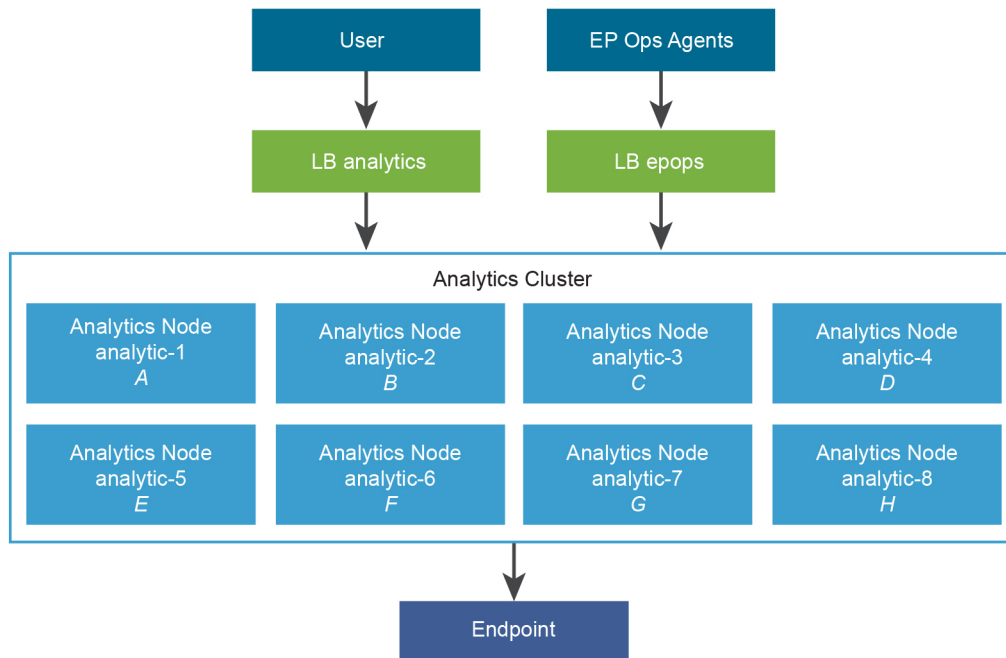 User
EP Ops Agents
LB analytics
LB epops
Analytics Cluster
Analytics Node
analytic-1
A
Analytics Node
analytic-2
B
Analytics Node
analytic-3
C
Analytics Node
analytic-4
D
Analytics Node
analytic-5
E
Analytics Node
analytic-6
F
Analytics Node
analytic-7
G
Analytics Node
analytic-8
H
Endpoint